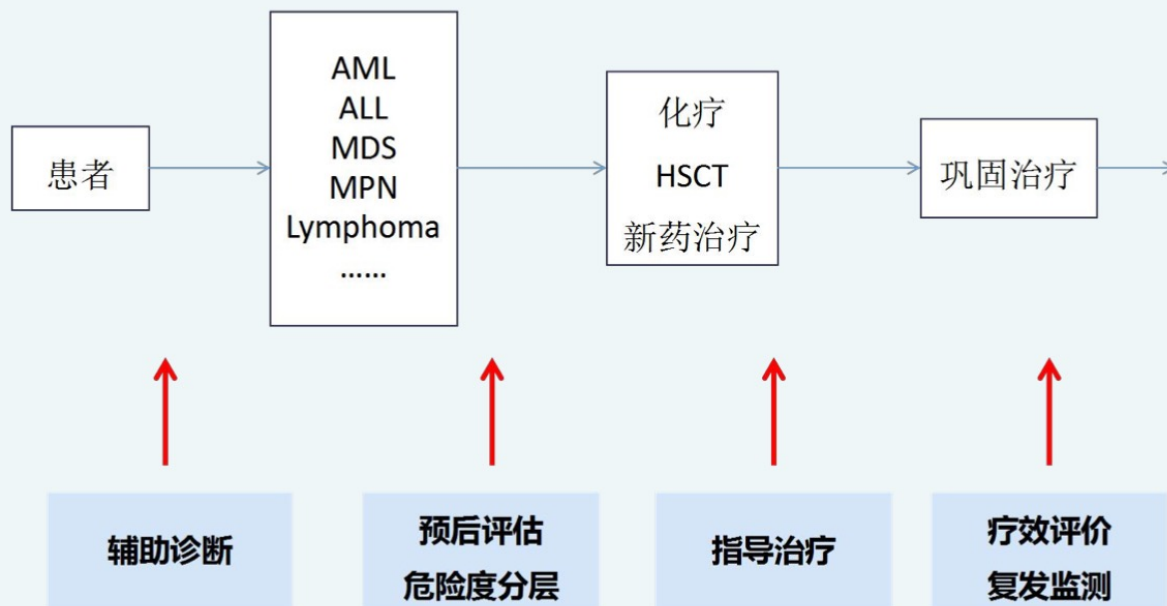 患者
AML
ALL
MDS
MPN
Lymphoma
……
化疗
HSCT
新药治疗
巩固治疗
辅助诊断
预后评估
危险度分层
指导治疗
疗效评价
复发监测